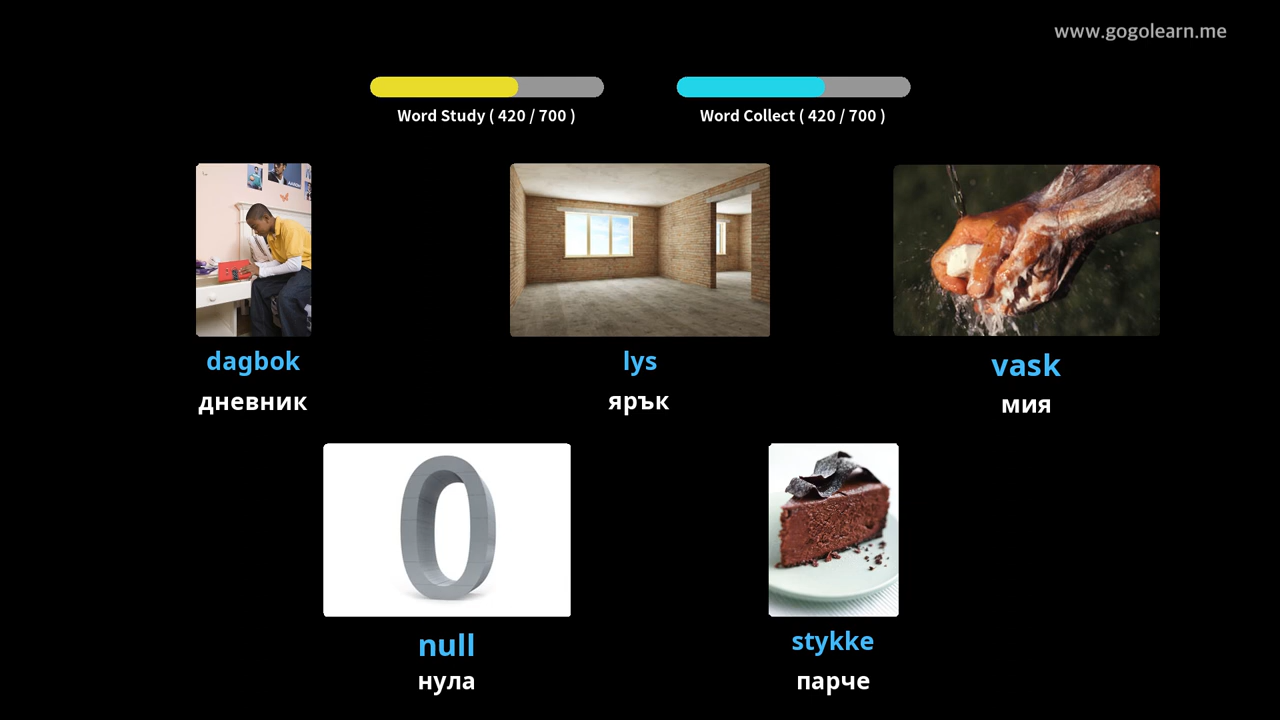 www.gogolearn.me
Word Study ( 420 / 700 )
Word Collect ( 420 / 700 )
dagbok
lys
vask
дневник
ярък
мия
0
null
stykke
нула
парче